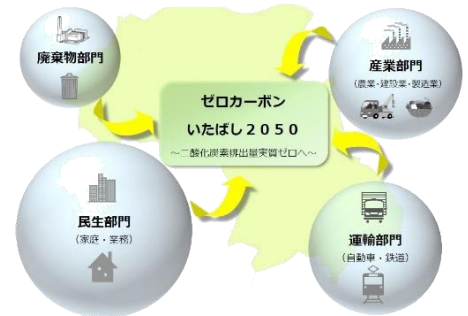 廃棄物部門
産業部門
(農業・建設業・製造業)
ゼロカーボン
いたばし２０５０
～二酸化炭素排出量実質ゼロへ～
民生部門
(家庭・業務)
運輸部門
(自動車・鉄道)